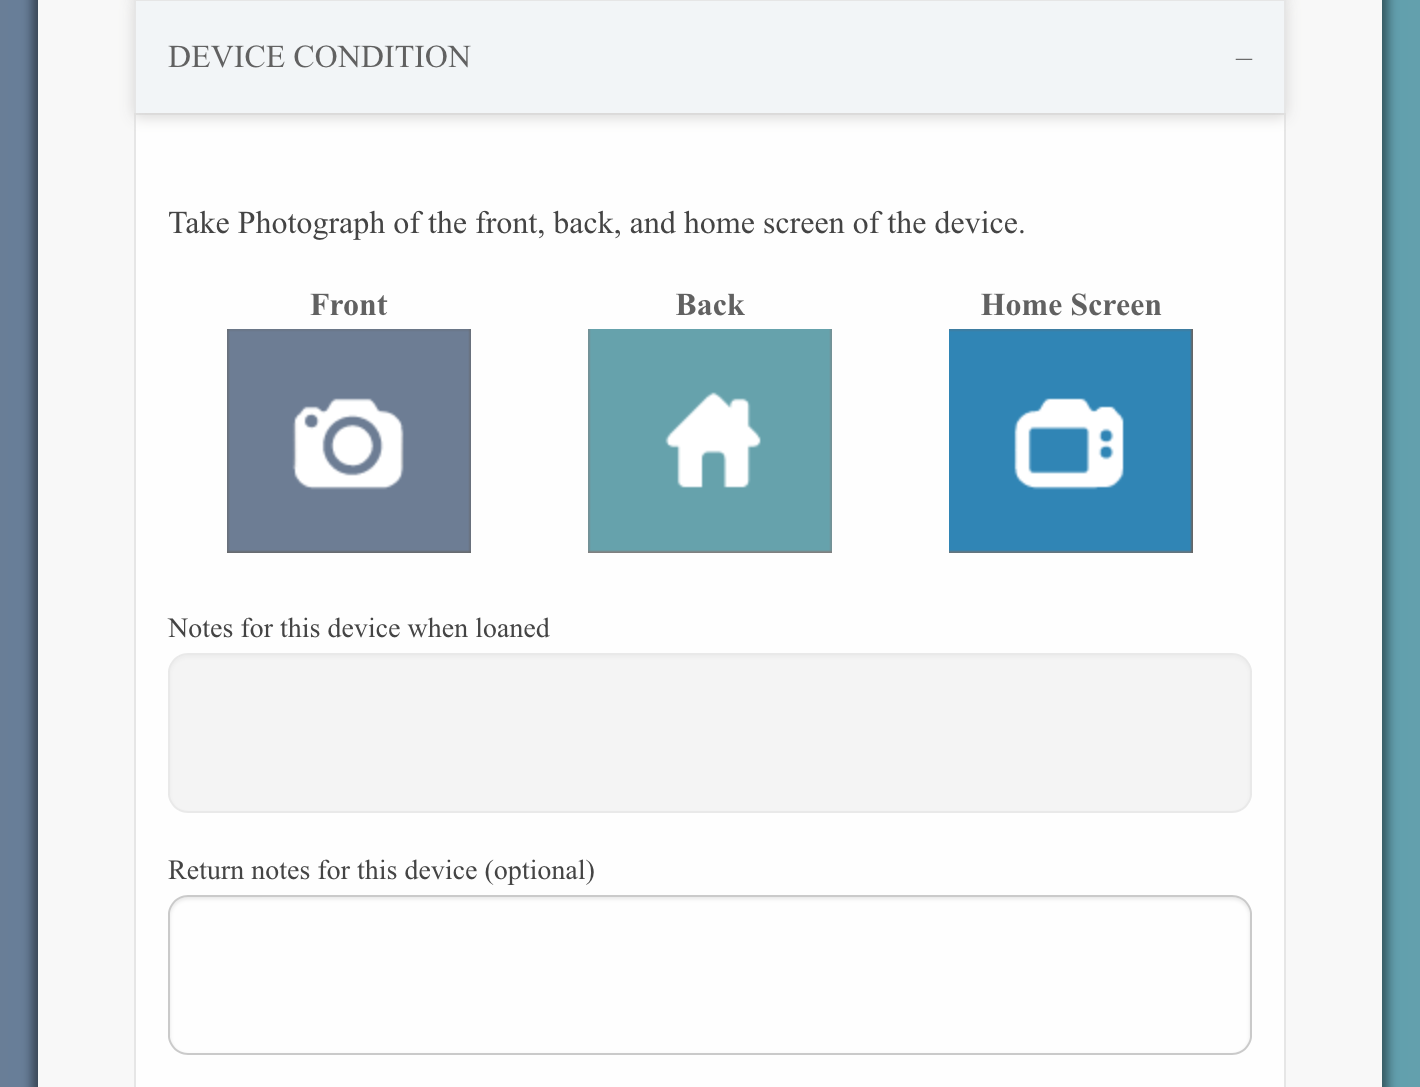 DEVICE CONDITION –
Take Photograph of the front, back, and home screen of the device.
Front Back Home Screen
Notes for this device when loaned
Return notes for this device (optional)